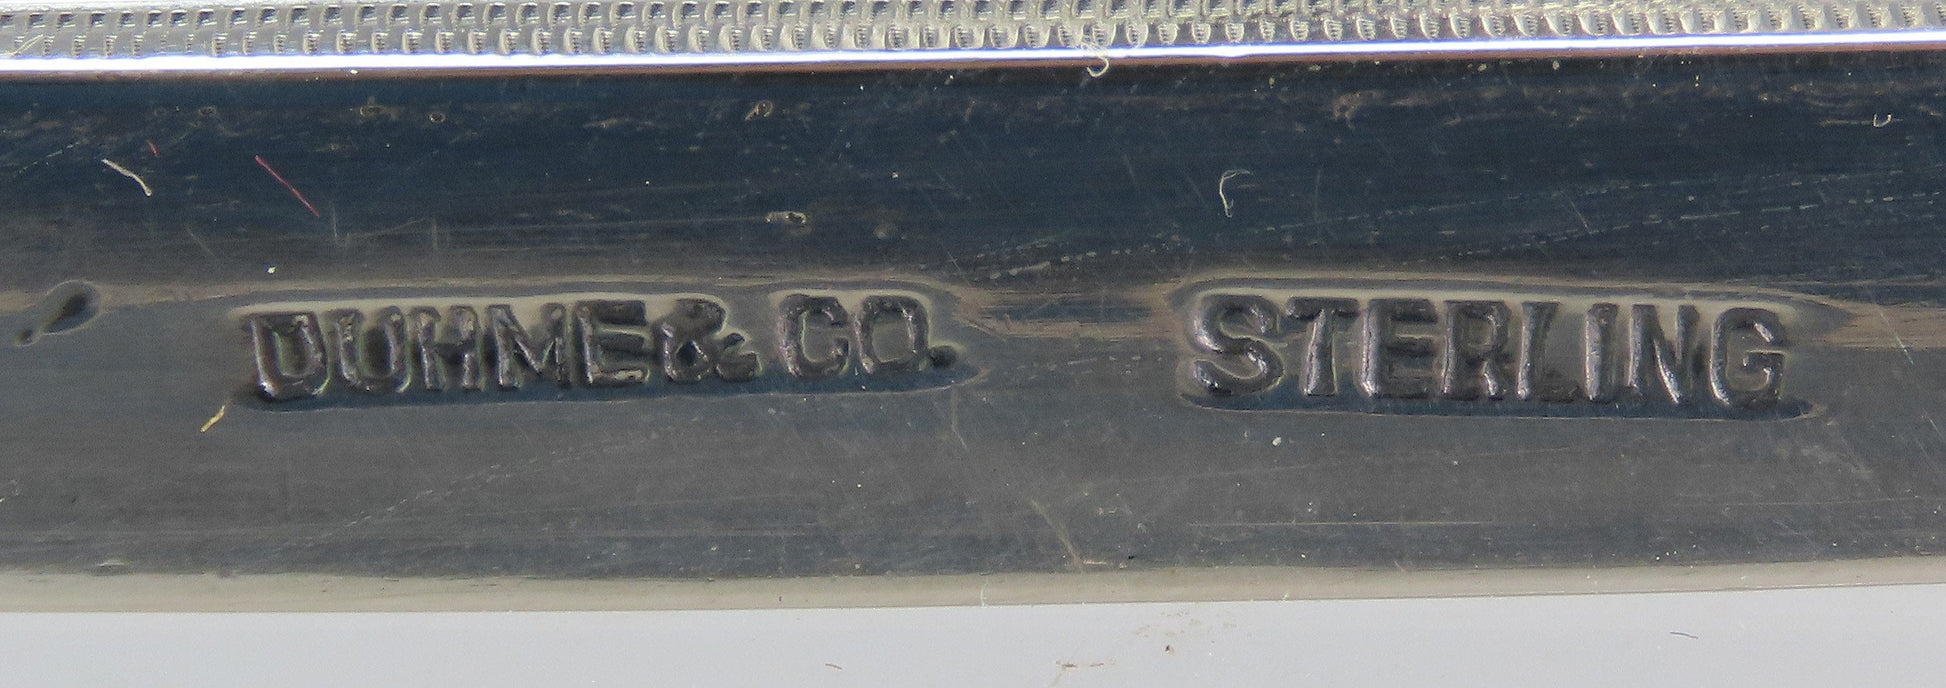 DUHME & CO. STERLING